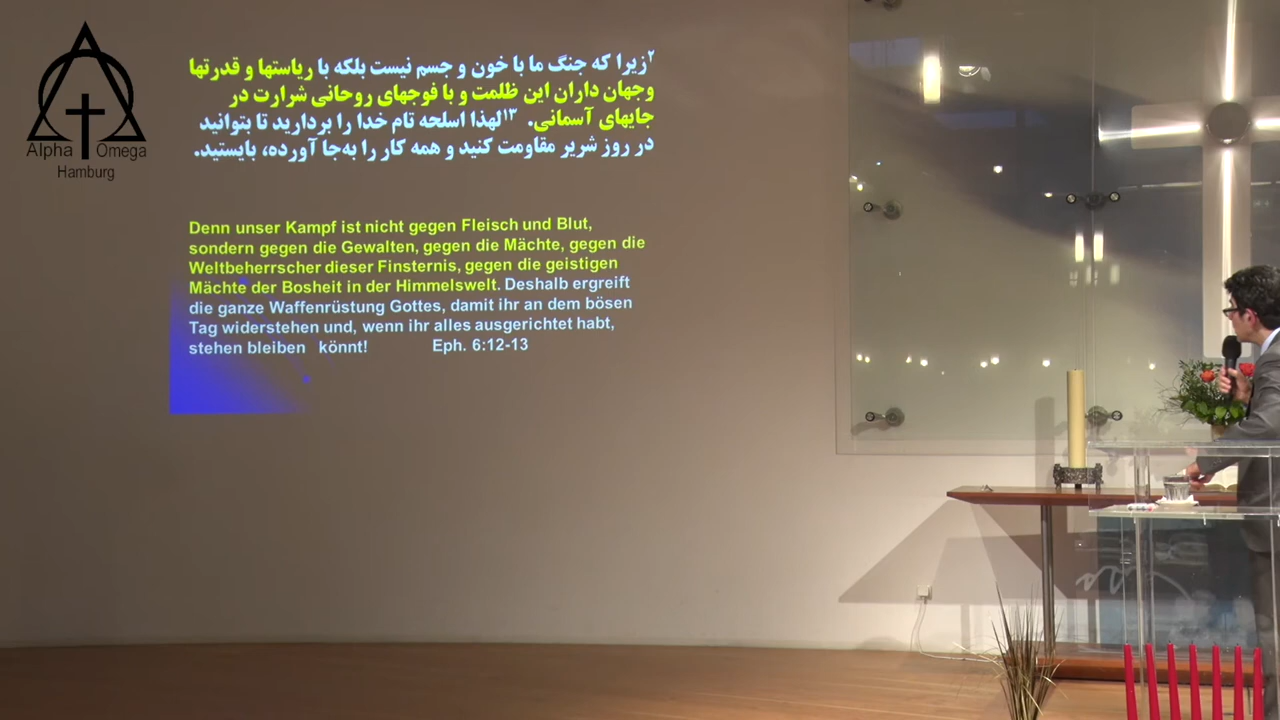 Alpha Omega
Hamburg
۲زیرا که جنگ ما با خون و جسم نیست بلکه با ریاستها و قدرتها
وجهان داران این ظلمت و با فوجهای روحانی شرارت در
جایهای آسمانی. ۱۳لهذا اسلحه تام خدا را بردارید تا بتوانید
در روز شریر مقاومت کنید و همه کار را به‌جا آورده، بایستید.
Denn unser Kampf ist nicht gegen Fleisch und Blut,
sondern gegen die Gewalten, gegen die Mächte, gegen die
Weltbeherrscher dieser Finsternis, gegen die geistigen
Mächte der Bosheit in der Himmelswelt. Deshalb ergreift
die ganze Waffenrüstung Gottes, damit ihr an dem bösen
Tag widerstehen und, wenn ihr alles ausgerichtet habt,
stehen bleiben könnt! Eph. 6:12-13